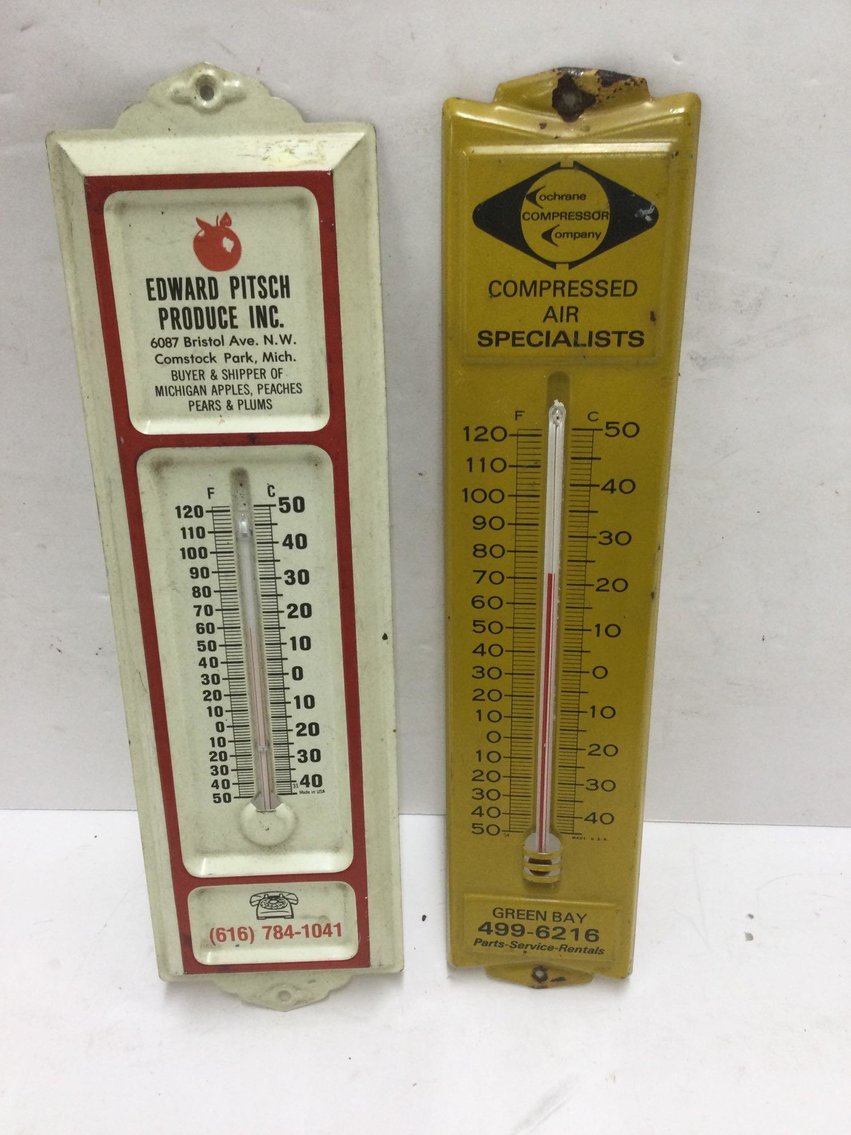 EDWARD PITSCH
PRODUCE INC.
6087 Bristol Ave. N.W.
Comstock Park, Mich.
BUYER & SHIPPER OF
MICHIGAN APPLES, PEACHES
PEARS & PLUMS
F C
120 50
110
100 40
90
80 30
70
60 20
50
40 10
30
20 0
10
0 10
10
20 20
30 30
40 40
50
Made in USA
(616) 784-1041
Cochrane
COMPRESSOR
Company
COMPRESSED
AIR
SPECIALISTS
F C
120 50
110
100 40
90
80 30
70 20
60
50 10
40
30 0
20
10 10
0
10 20
20
30 30
40 40
50
MADE U.S.A.
GREEN BAY
499-6216
Parts-Service-Rentals